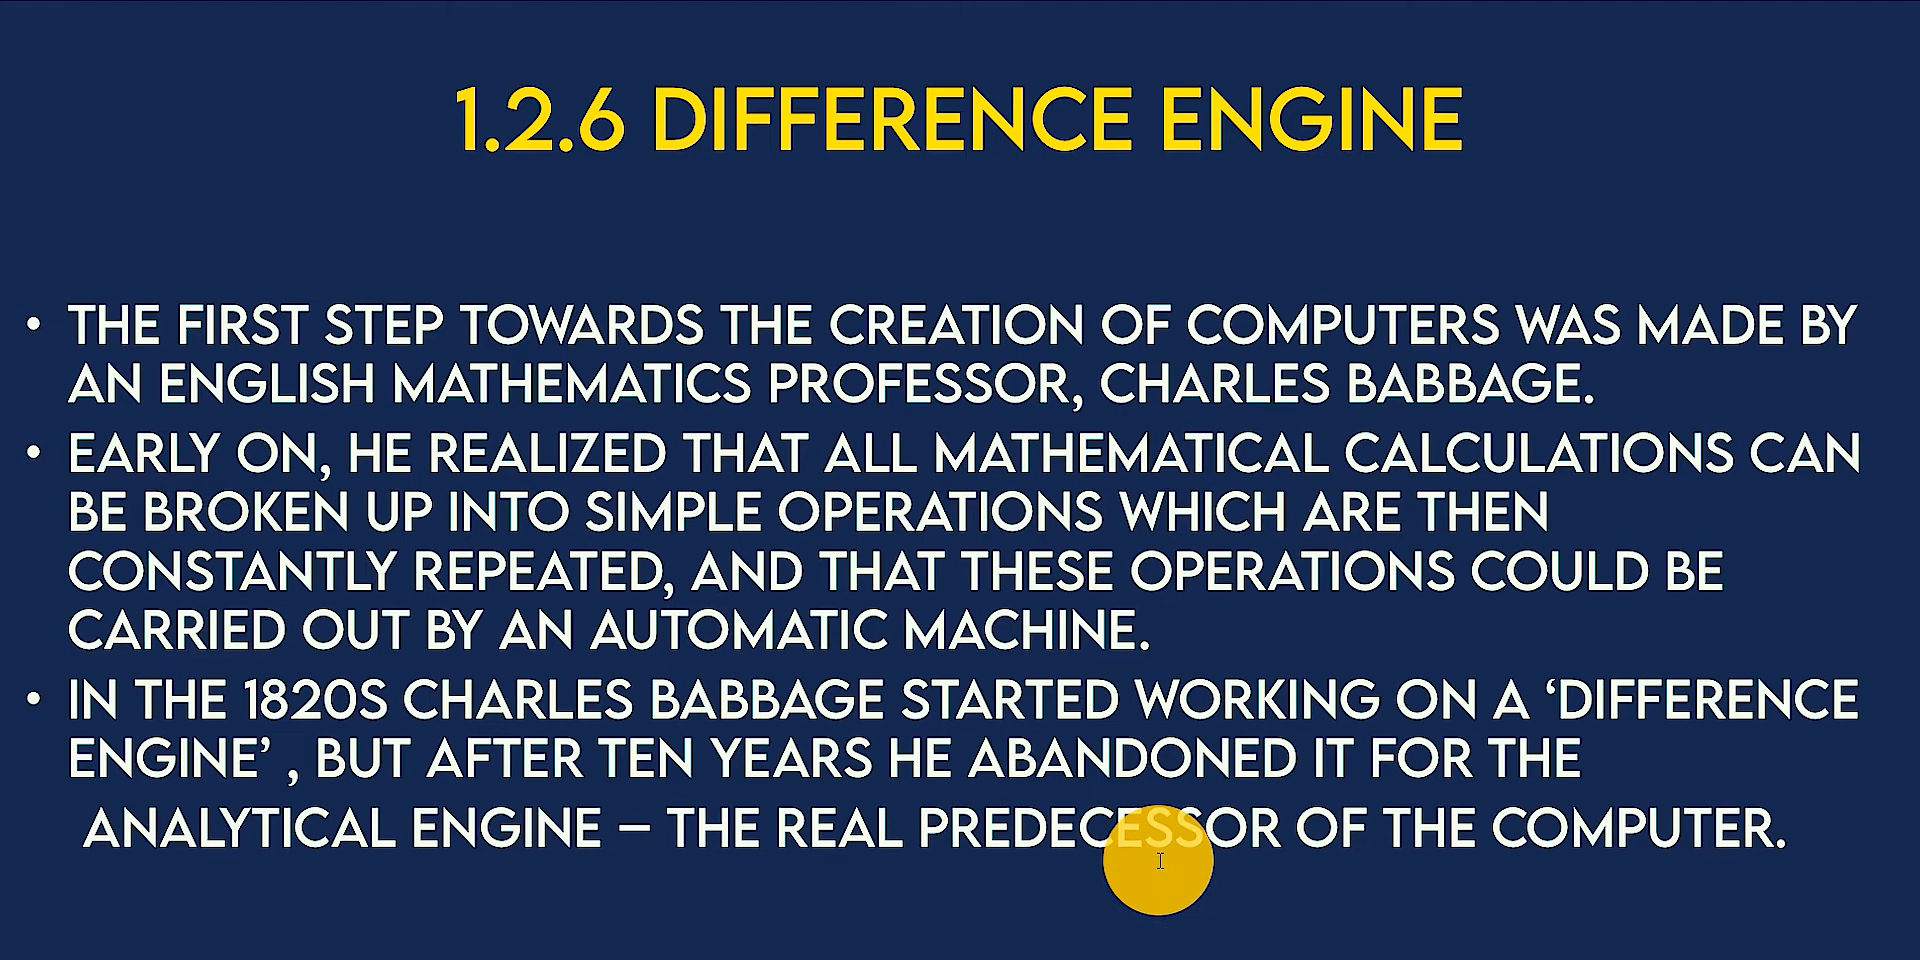 1.2.6 DIFFERENCE ENGINE
• THE FIRST STEP TOWARDS THE CREATION OF COMPUTERS WAS MADE BY
AN ENGLISH MATHEMATICS PROFESSOR, CHARLES BABBAGE.
• EARLY ON, HE REALIZED THAT ALL MATHEMATICAL CALCULATIONS CAN
BE BROKEN UP INTO SIMPLE OPERATIONS WHICH ARE THEN
CONSTANTLY REPEATED, AND THAT THESE OPERATIONS COULD BE
CARRIED OUT BY AN AUTOMATIC MACHINE.
• IN THE 1820S CHARLES BABBAGE STARTED WORKING ON A ‘DIFFERENCE
ENGINE’ , BUT AFTER TEN YEARS HE ABANDONED IT FOR THE
ANALYTICAL ENGINE – THE REAL PREDECESSOR OF THE COMPUTER.